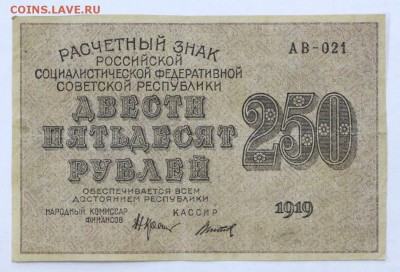 COINS.LAVE.RU
РАСЧЕТНЫЙ ЗНАК
РОССИЙСКОЙ
СОЦИАЛИСТИЧЕСКОЙ ФЕДЕРАТИВНОЙ
СОВЕТСКОЙ РЕСПУБЛИКИ
АВ-021
ДВЕСТИ
ПЯТЬДЕСЯТ
РУБЛЕЙ
250
ОБЕСПЕЧИВАЕТСЯ ВСЕМ
ДОСТОЯНИЕМ РЕСПУБЛИКИ
НАРОДНЫЙ КОМИССАР
ФИНАНСОВ
КАССИР
1919